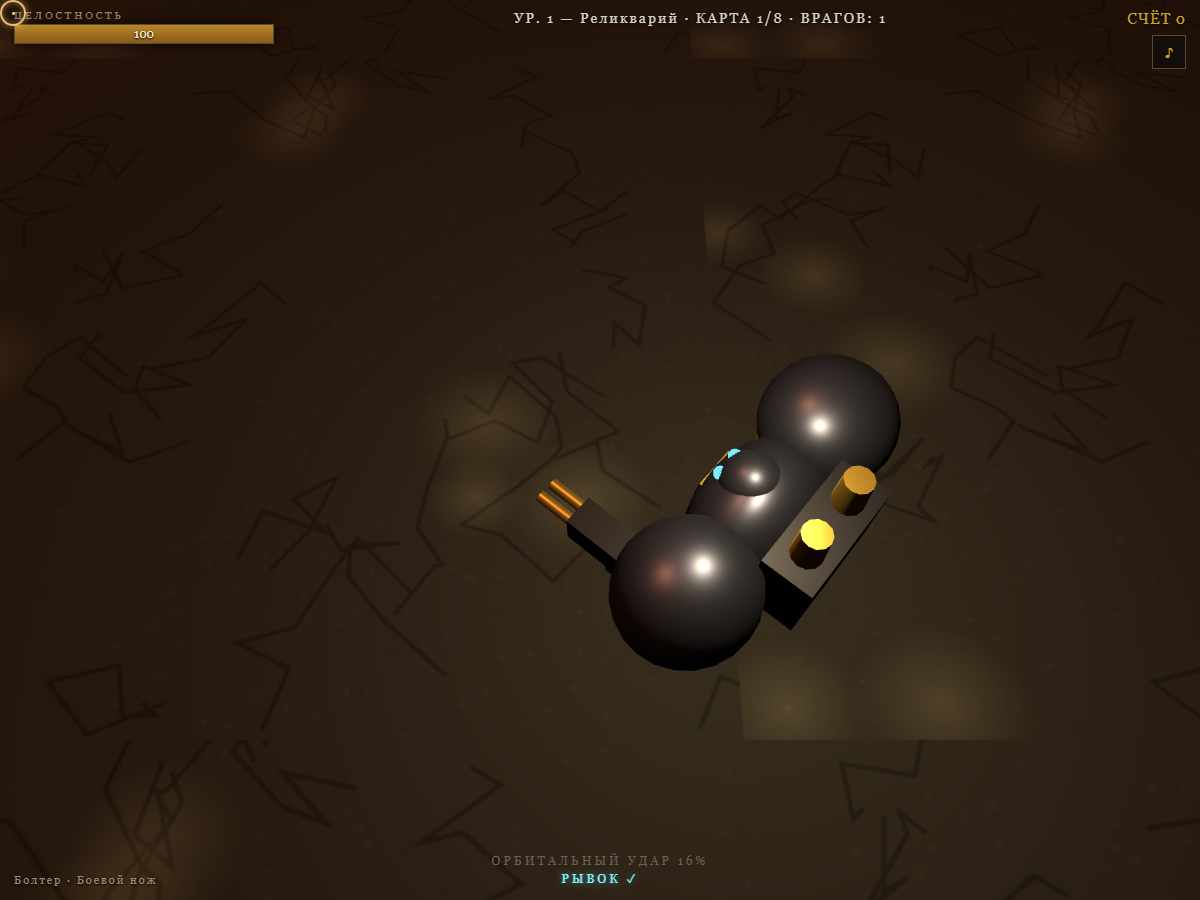 ЦЕЛОСТНОСТЬ
100
УР. 1 — Реликварий · КАРТА 1/8 · ВРАГОВ: 1
СЧЁТ 0
♪
ОРБИТАЛЬНЫЙ УДАР 16%
РЫВОК ✓
Болтер · Боевой нож